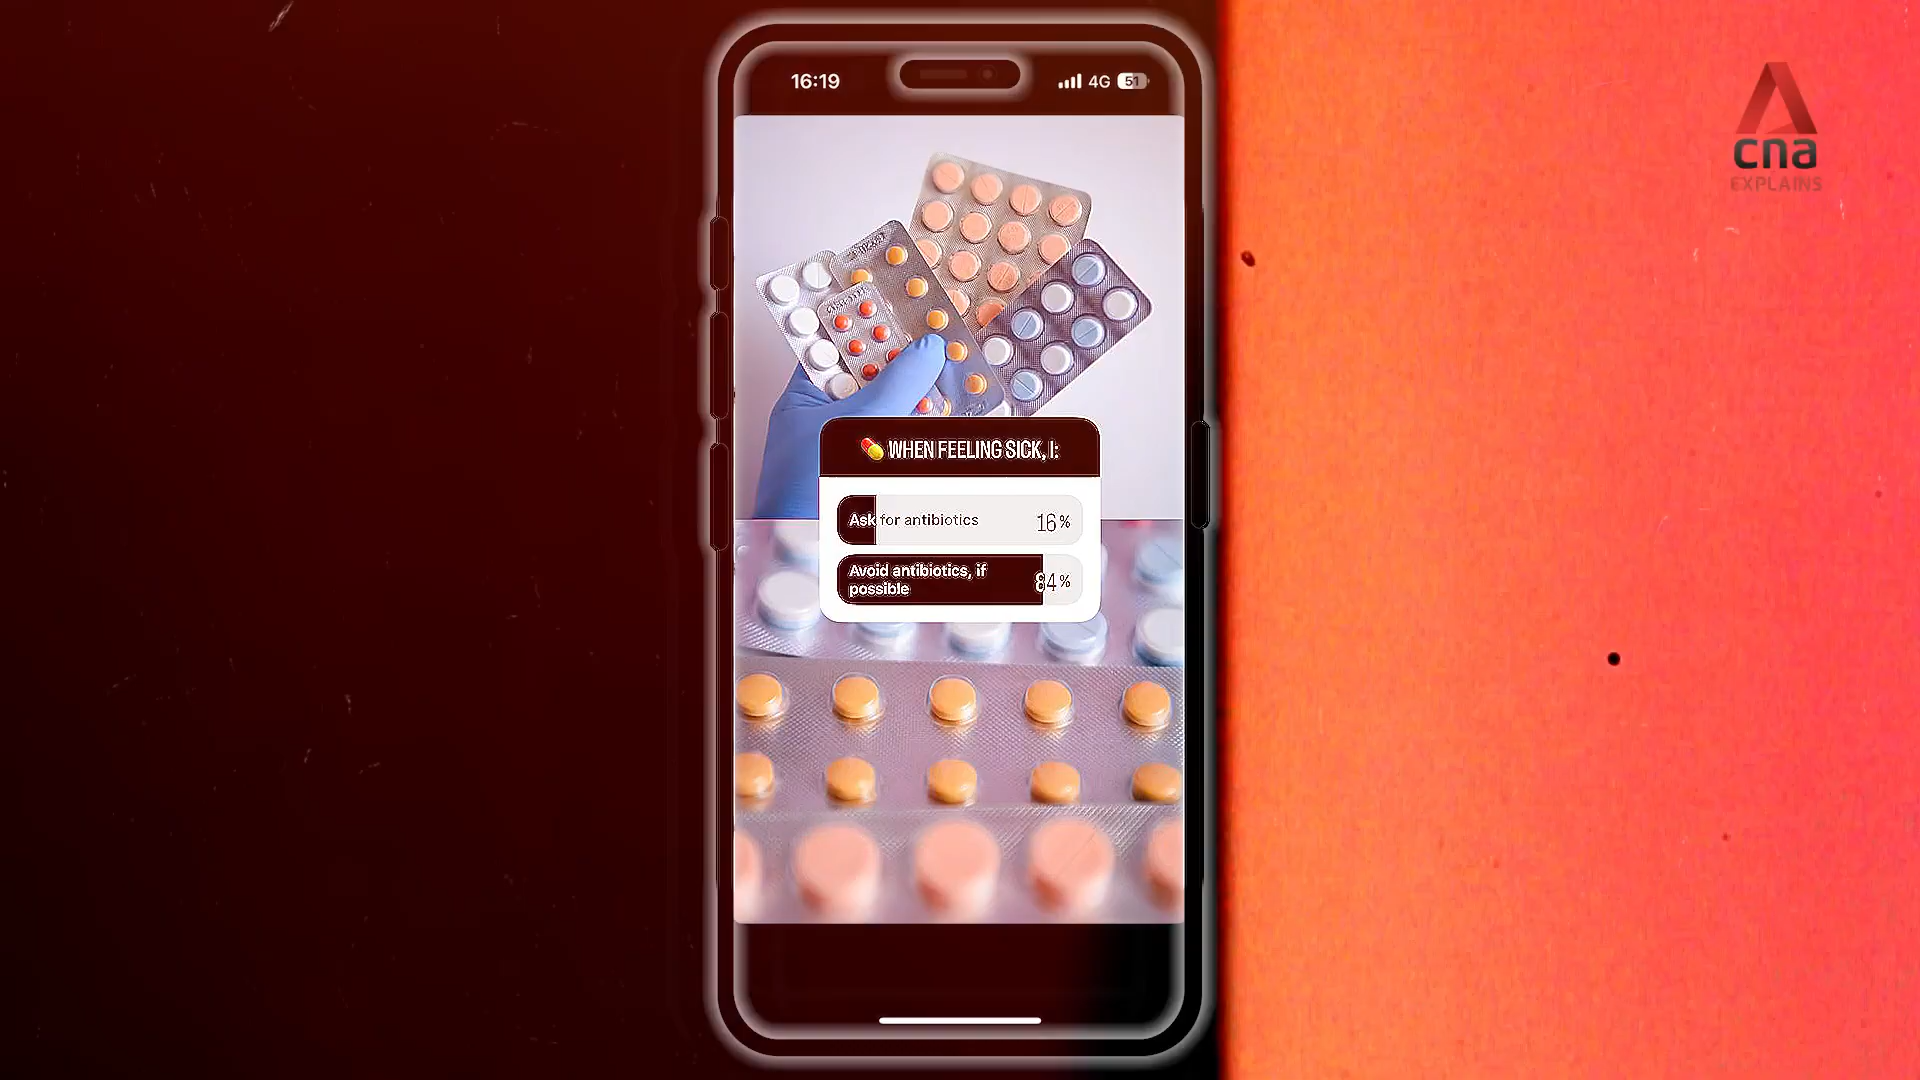 16:19
4G 51
cna
EXPLAINS
WHEN FEELING SICK, I:
Ask for antibiotics 16%
Avoid antibiotics, if
possible 84%